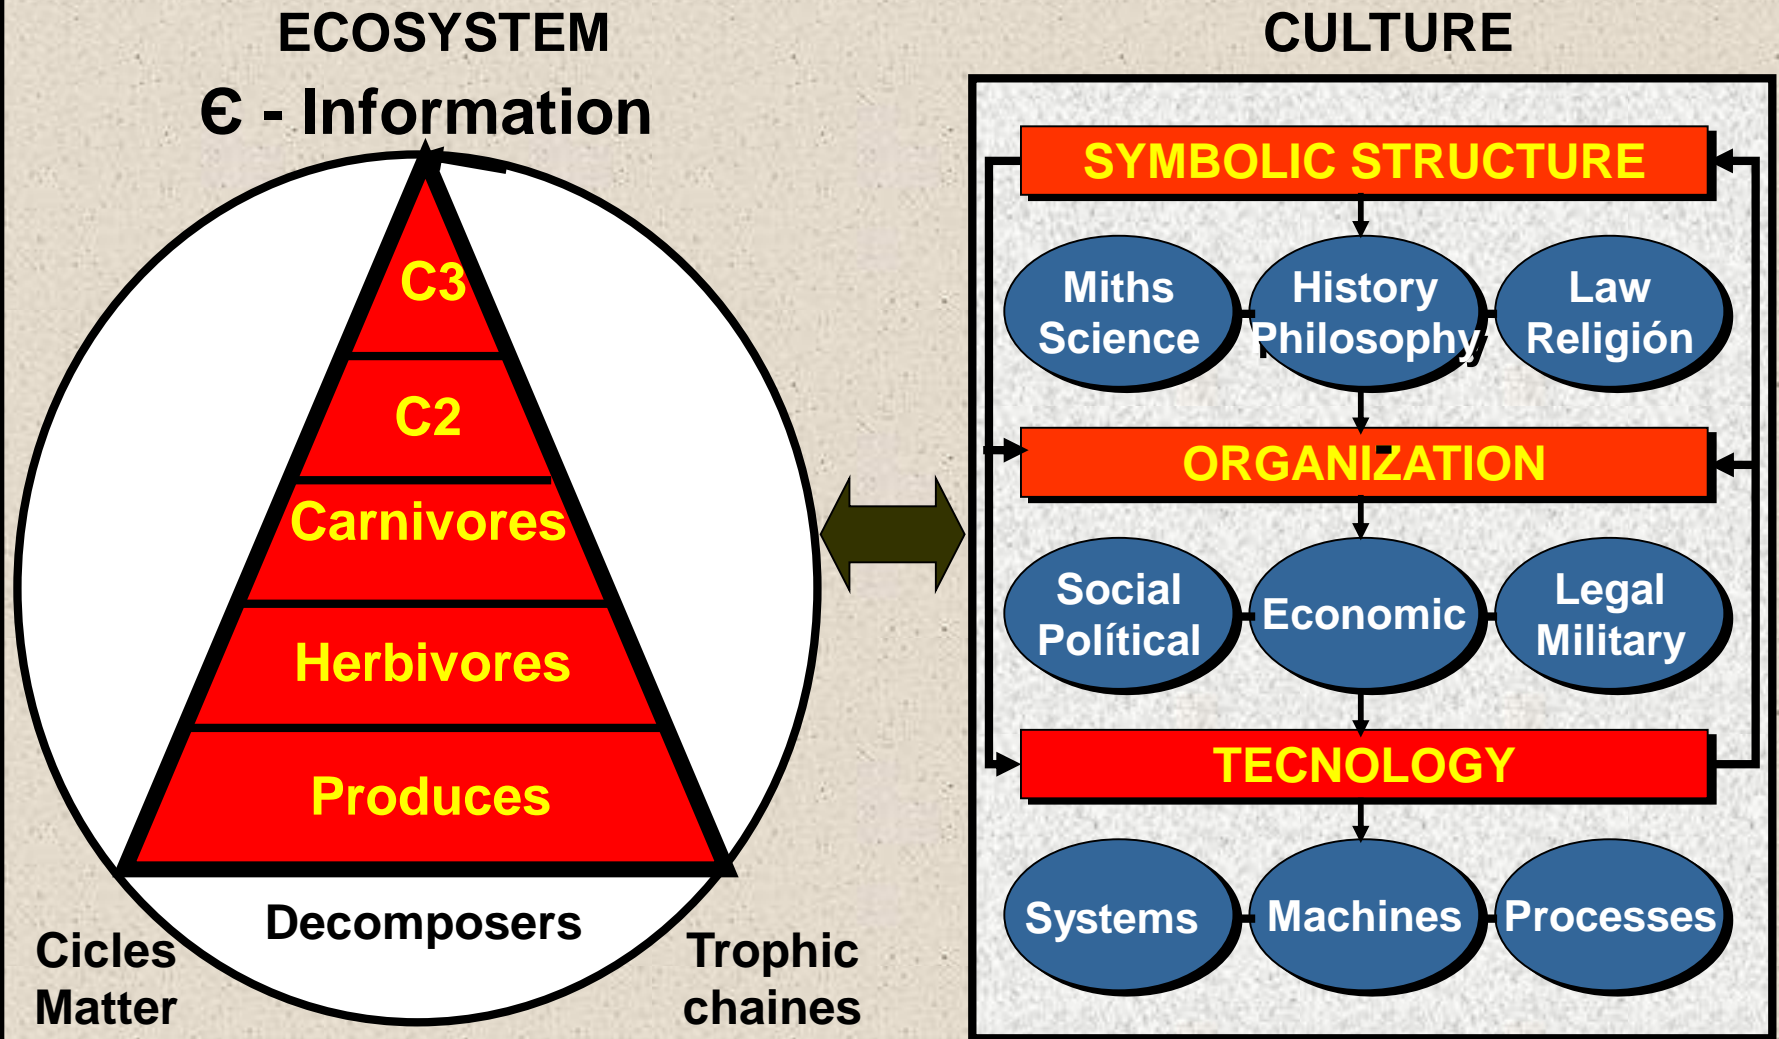 ECOSYSTEM
Є - Information
C3
C2
Carnivores
Herbivores
Produces
Decomposers
Cicles
Matter
Trophic
chaines
CULTURE
SYMBOLIC STRUCTURE
Miths
Science
History
Philosophy
Law
Religión
ORGANIZATION
Social
Polítical
Economic
Legal
Military
TECNOLOGY
Systems
Machines
Processes